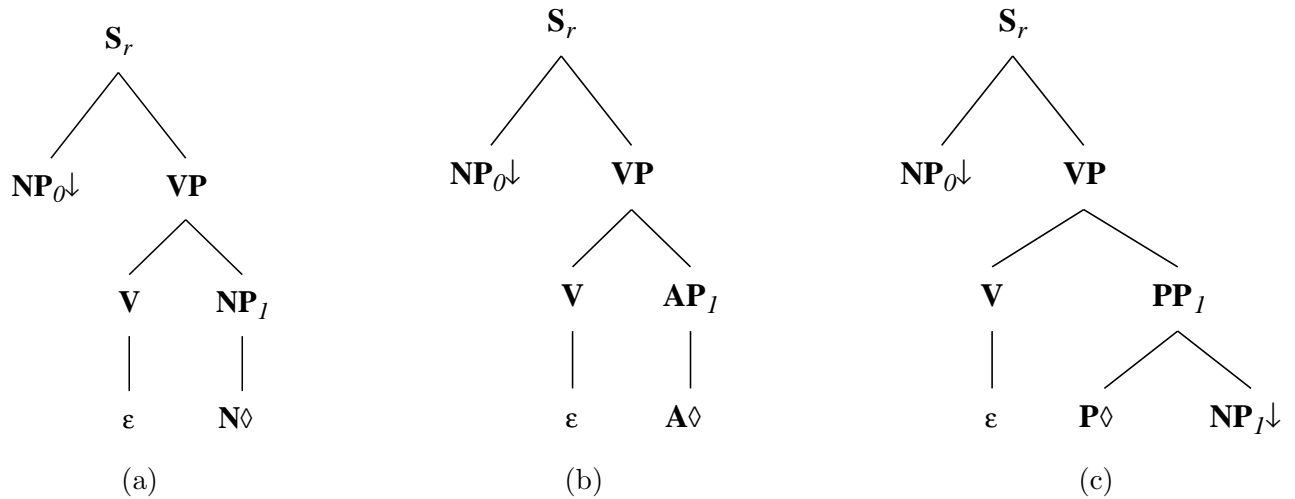 S_r S_r S_r
NP_0↓ VP NP_0↓ VP NP_0↓ VP
V NP_1 V AP_1 V PP_1
ε N◊ ε A◊ ε P◊ NP_1↓
(a) (b) (c)